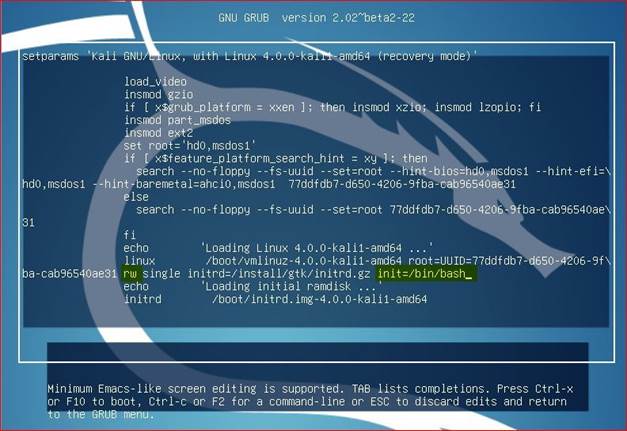 GNU GRUB  version 2.02~beta2-22
setparams 'Kali GNU/Linux, with Linux 4.0.0-kali1-amd64 (recovery mode)'
load_video
insmod gzio
if [ x$grub_platform = xxen ]; then insmod xzio; insmod lzopio; fi
insmod part_msdos
insmod ext2
set root='hd0,msdos1'
if [ x$feature_platform_search_hint = xy ]; then
search --no-floppy --fs-uuid --set=root --hint-bios=hd0,msdos1 --hint-efi=\
hd0,msdos1 --hint-baremetal=ahci0,msdos1  77ddfdb7-d650-4206-9fba-cab96540ae31
else
search --no-floppy --fs-uuid --set=root 77ddfdb7-d650-4206-9fba-cab96540ae\
31
fi
echo 'Loading Linux 4.0.0-kali1-amd64 ...'
linux /boot/vmlinuz-4.0.0-kali1-amd64 root=UUID=77ddfdb7-d650-4206-9f\
ba-cab96540ae31 rw single initrd=/install/gtk/initrd.gz init=/bin/bash_
echo 'Loading initial ramdisk ...'
initrd /boot/initrd.img-4.0.0-kali1-amd64
Minimum Emacs-like screen editing is supported. TAB lists completions. Press Ctrl-x
or F10 to boot, Ctrl-c or F2 for a command-line or ESC to discard edits and return
to the GRUB menu.